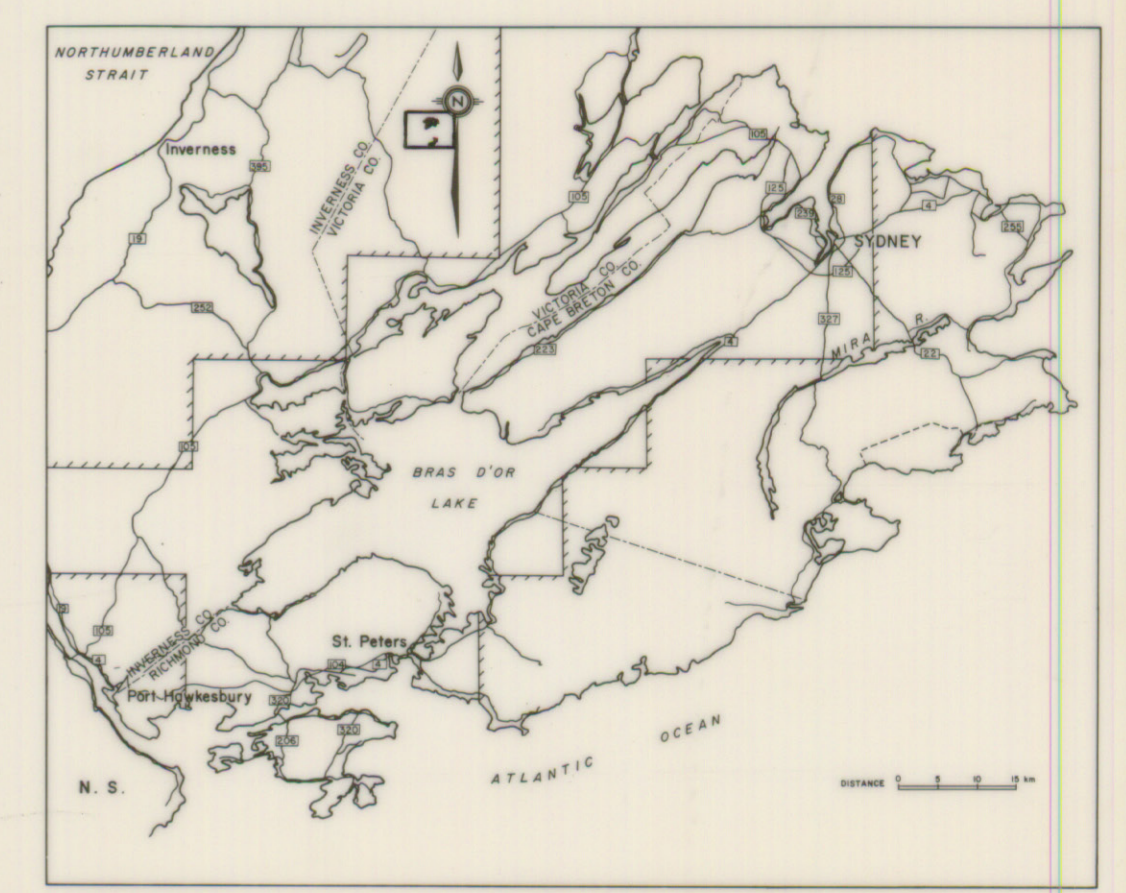 NORTHUMBERLAND
STRAIT
N
Inverness
395
INVERNESS CO.
VICTORIA CO.
105
105
125
239
28
4
255
19
SYDNEY
125
252
VICTORIA CO.
CAPE BRETON CO.
327
223
4
MIRA R.
22
105
BRAS D'OR
LAKE
105
4
INVERNESS CO.
RICHMOND CO.
St. Peters
104
4
Port Hawkesbury
320
320
206
ATLANTIC OCEAN
N. S.
DISTANCE 0 5 10 15 km